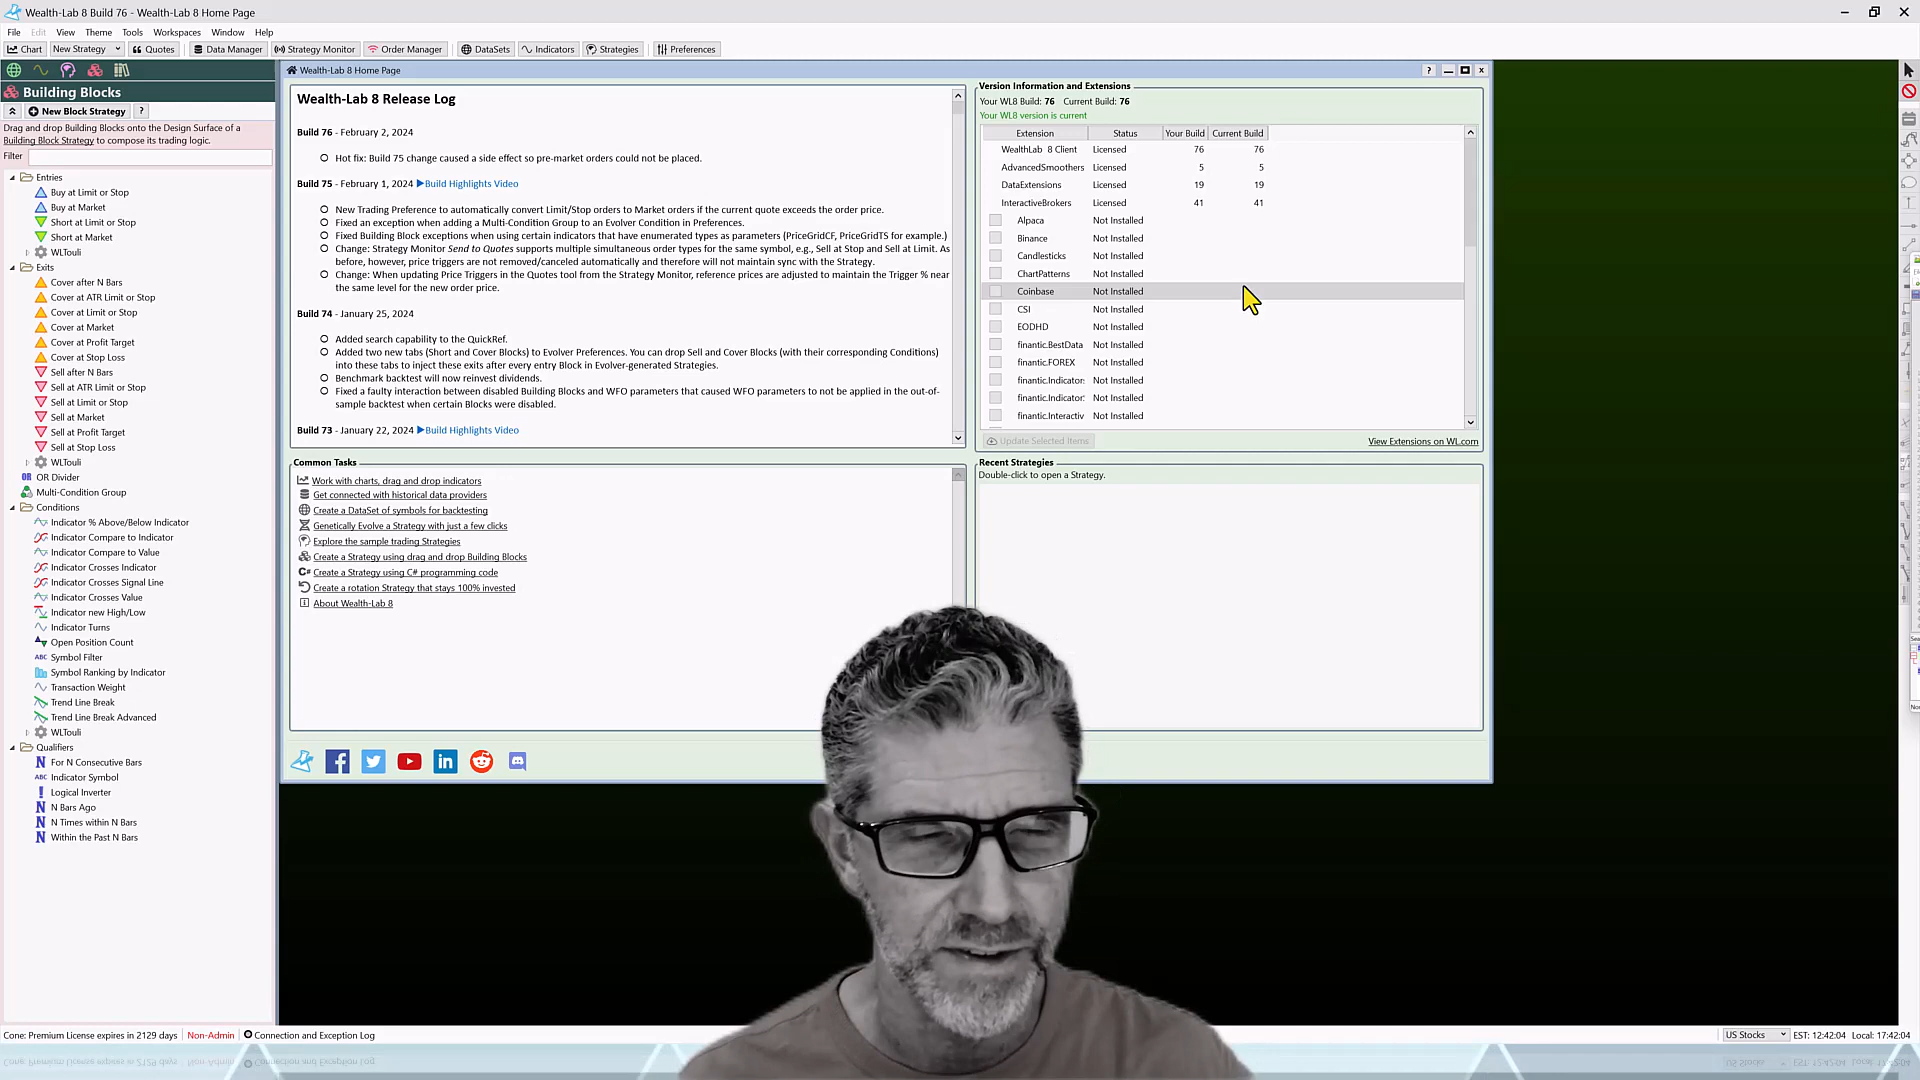 Wealth-Lab 8 Build 76 - Wealth-Lab 8 Home Page
File Edit View Theme Tools Workspaces Window Help
Chart New Strategy Quotes Data Manager Strategy Monitor Order Manager DataSets Indicators Strategies Preferences
Building Blocks
New Block Strategy ?
Drag and drop Building Blocks onto the Design Surface of a
Building Block Strategy to compose its trading logic.
Filter
Entries
Buy at Limit or Stop
Buy at Market
Short at Limit or Stop
Short at Market
WLTouli
Exits
Cover after N Bars
Cover at ATR Limit or Stop
Cover at Limit or Stop
Cover at Market
Cover at Profit Target
Cover at Stop Loss
Sell after N Bars
Sell at ATR Limit or Stop
Sell at Limit or Stop
Sell at Market
Sell at Profit Target
Sell at Stop Loss
WLTouli
OR OR Divider
Multi-Condition Group
Conditions
Indicator % Above/Below Indicator
Indicator Compare to Indicator
Indicator Compare to Value
Indicator Crosses Indicator
Indicator Crosses Signal Line
Indicator Crosses Value
Indicator new High/Low
Indicator Turns
Open Position Count
ABC Symbol Filter
Symbol Ranking by Indicator
Transaction Weight
Trend Line Break
Trend Line Break Advanced
WLTouli
Qualifiers
N For N Consecutive Bars
ABC Indicator Symbol
! Logical Inverter
N N Bars Ago
N N Times within N Bars
N Within the Past N Bars
Wealth-Lab 8 Home Page
?
Wealth-Lab 8 Release Log
Build 76 - February 2, 2024
Hot fix: Build 75 change caused a side effect so pre-market orders could not be placed.
Build 75 - February 1, 2024 Build Highlights Video
New Trading Preference to automatically convert Limit/Stop orders to Market orders if the current quote exceeds the order price.
Fixed an exception when adding a Multi-Condition Group to an Evolver Condition in Preferences.
Fixed Building Block exceptions when using certain indicators that have enumerated types as parameters (PriceGridCF, PriceGridTS for example.)
Change: Strategy Monitor Send to Quotes supports multiple simultaneous order types for the same symbol, e.g., Sell at Stop and Sell at Limit. As
before, however, price triggers are not removed/canceled automatically and therefore will not maintain sync with the Strategy.
Change: When updating Price Triggers in the Quotes tool from the Strategy Monitor, reference prices are adjusted to maintain the Trigger % near
the same level for the new order price.
Build 74 - January 25, 2024
Added search capability to the QuickRef.
Added two new tabs (Short and Cover Blocks) to Evolver Preferences. You can drop Sell and Cover Blocks (with their corresponding Conditions)
into these tabs to inject these exits after every entry Block in Evolver-generated Strategies.
Benchmark backtest will now reinvest dividends.
Fixed a faulty interaction between disabled Building Blocks and WFO parameters that caused WFO parameters to not be applied in the out-of-
sample backtest when certain Blocks were disabled.
Build 73 - January 22, 2024 Build Highlights Video
Version Information and Extensions
Your WL8 Build: 76 Current Build: 76
Your WL8 version is current
Extension Status Your Build Current Build
WealthLab 8 Client Licensed 76 76
AdvancedSmoothers Licensed 5 5
DataExtensions Licensed 19 19
InteractiveBrokers Licensed 41 41
Alpaca Not Installed
Binance Not Installed
Candlesticks Not Installed
ChartPatterns Not Installed
Coinbase Not Installed
CSI Not Installed
EODHD Not Installed
finantic.BestData Not Installed
finantic.FOREX Not Installed
finantic.Indicator: Not Installed
finantic.Indicator: Not Installed
finantic.Interactiv Not Installed
Update Selected Items View Extensions on WL.com
Common Tasks
Work with charts, drag and drop indicators
Get connected with historical data providers
Create a DataSet of symbols for backtesting
Genetically Evolve a Strategy with just a few clicks
Explore the sample trading Strategies
Create a Strategy using drag and drop Building Blocks
C# Create a Strategy using C# programming code
Create a rotation Strategy that stays 100% invested
About Wealth-Lab 8
Recent Strategies
Double-click to open a Strategy.
Cone: Premium License expires in 2129 days Non-Admin Connection and Exception Log
US Stocks EST: 12:42:04 Local: 17:42:04